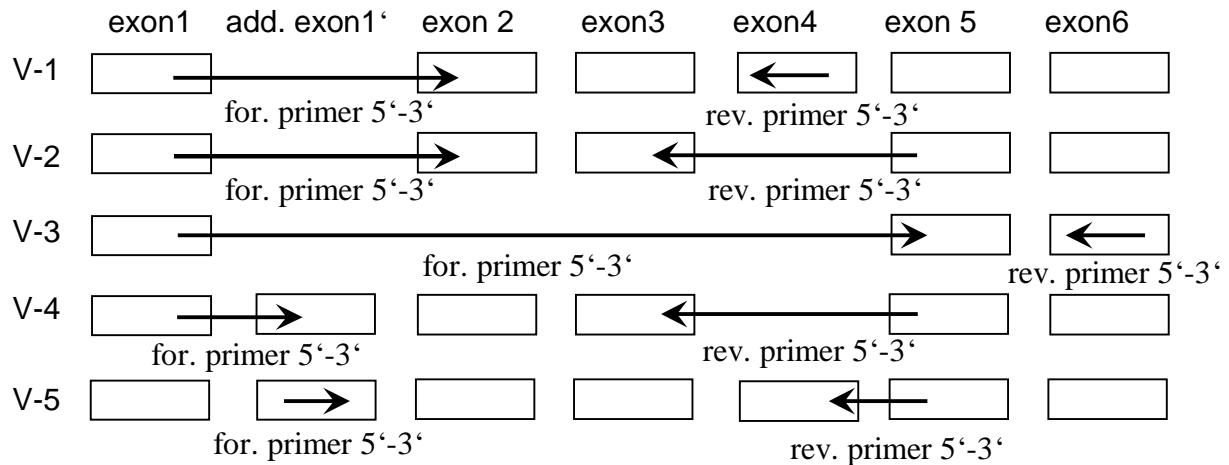 exon1 add. exon1‘ exon 2 exon3 exon4 exon 5 exon6
V-1
for. primer 5‘-3‘ rev. primer 5‘-3‘
V-2
for. primer 5‘-3‘ rev. primer 5‘-3‘
V-3
for. primer 5‘-3‘ rev. primer 5‘-3‘
V-4
for. primer 5‘-3‘ rev. primer 5‘-3‘
V-5
for. primer 5‘-3‘ rev. primer 5‘-3‘